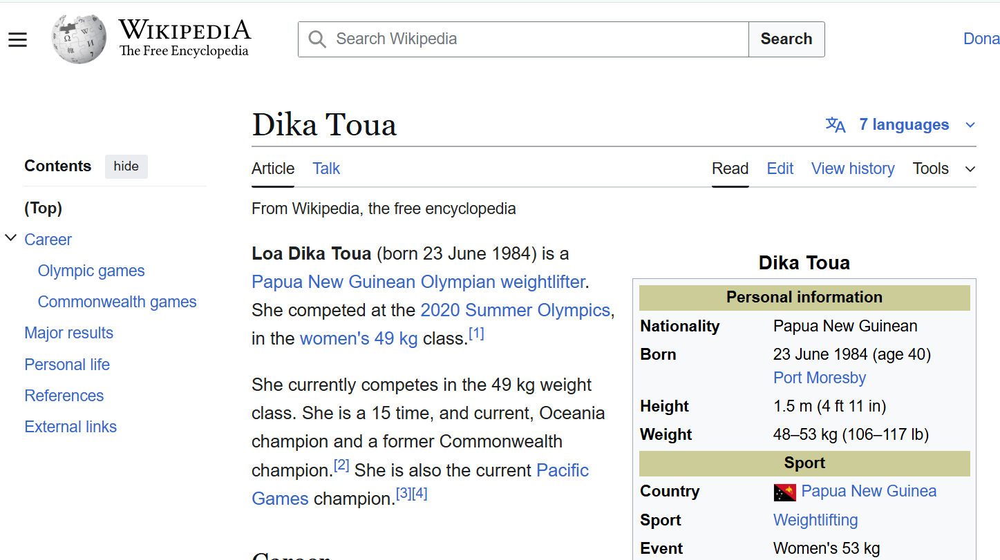 WIKIPEDIA
The Free Encyclopedia
Search Wikipedia
Search
Dona
Contents
hide
(Top)
Career
Olympic games
Commonwealth games
Major results
Personal life
References
External links
Dika Toua
7 languages
Article
Talk
Read
Edit
View history
Tools
From Wikipedia, the free encyclopedia
Loa Dika Toua (born 23 June 1984) is a
Papua New Guinean Olympian weightlifter.
She competed at the 2020 Summer Olympics,
in the women's 49 kg class.[1]
She currently competes in the 49 kg weight
class. She is a 15 time, and current, Oceania
champion and a former Commonwealth
champion.[2] She is also the current Pacific
Games champion.[3][4]
Career
Dika Toua
Personal information
Nationality Papua New Guinean
Born 23 June 1984 (age 40)
Port Moresby
Height 1.5 m (4 ft 11 in)
Weight 48–53 kg (106–117 lb)
Sport
Country Papua New Guinea
Sport Weightlifting
Event Women's 53 kg